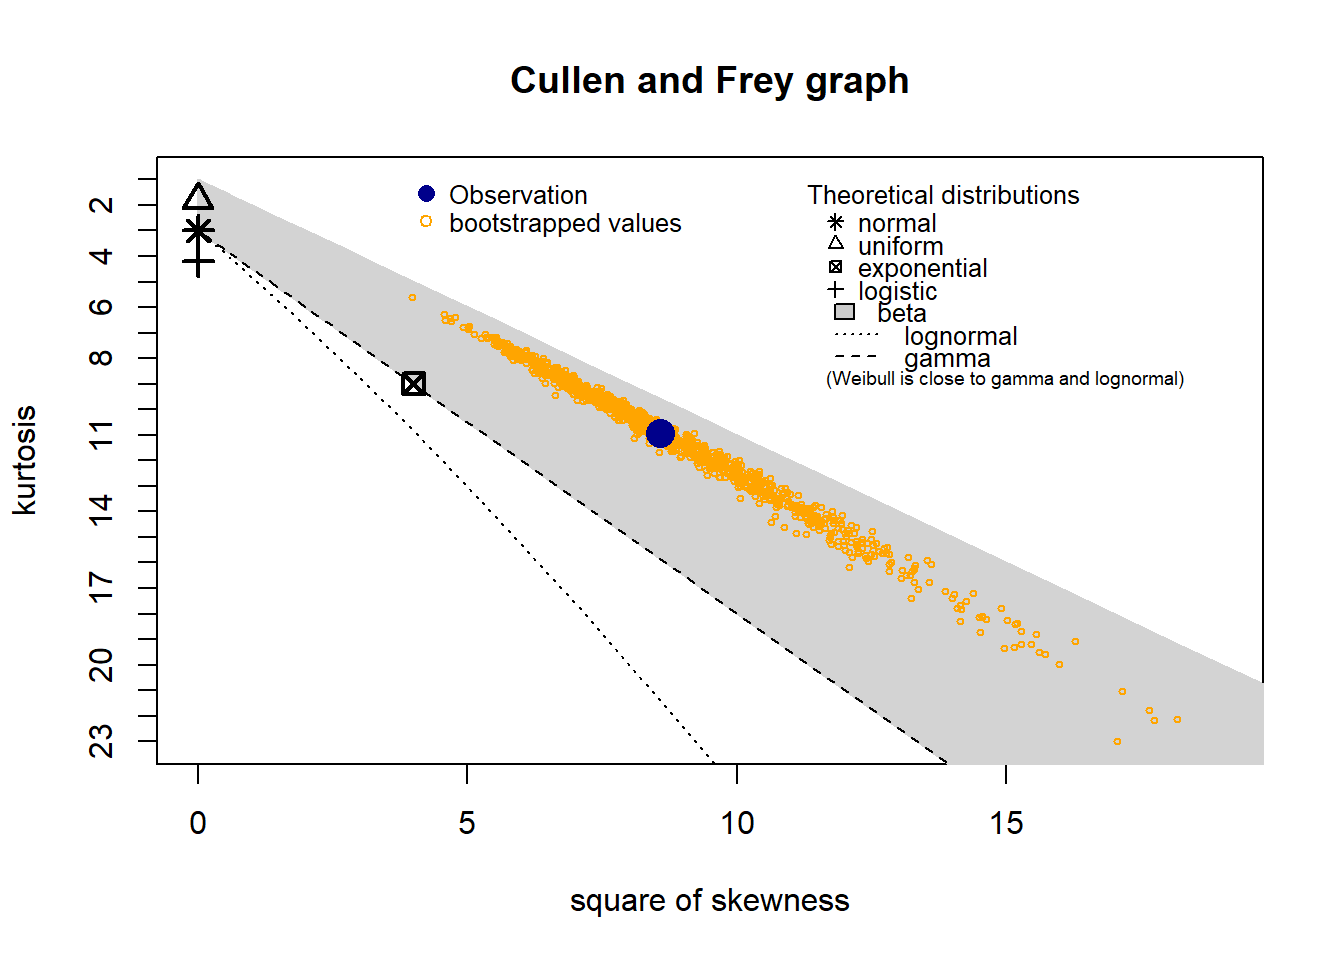 Cullen and Frey graph
Observation
bootstrapped values
Theoretical distributions
normal
uniform
exponential
logistic
beta
lognormal
gamma
(Weibull is close to gamma and lognormal)
kurtosis
2
4
6
8
11
14
17
20
23
0 5 10 15
square of skewness